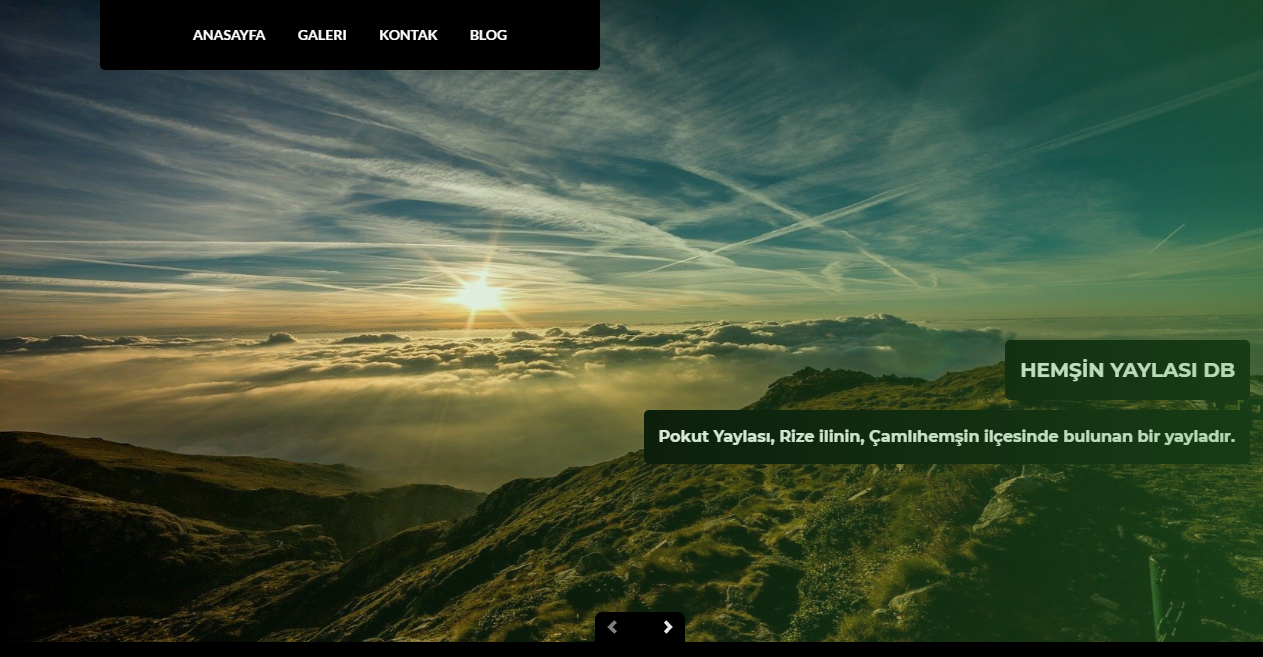 ANASAYFA GALERI KONTAK BLOG
HEMŞİN YAYLASI DB
Pokut Yaylası, Rize ilinin, Çamlıhemşin ilçesinde bulunan bir yayladır.